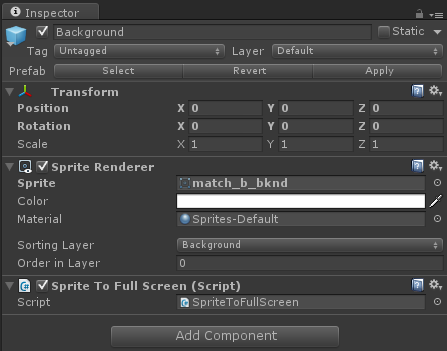 Inspector
Background Static
Tag Untagged Layer Default
Prefab Select Revert Apply
Transform
Position X 0 Y 0 Z 0
Rotation X 0 Y 0 Z 0
Scale X 1 Y 1 Z 1
Sprite Renderer
Sprite match_b_bknd
Color
Material Sprites-Default
Sorting Layer Background
Order in Layer 0
Sprite To Full Screen (Script)
Script SpriteToFullScreen
Add Component